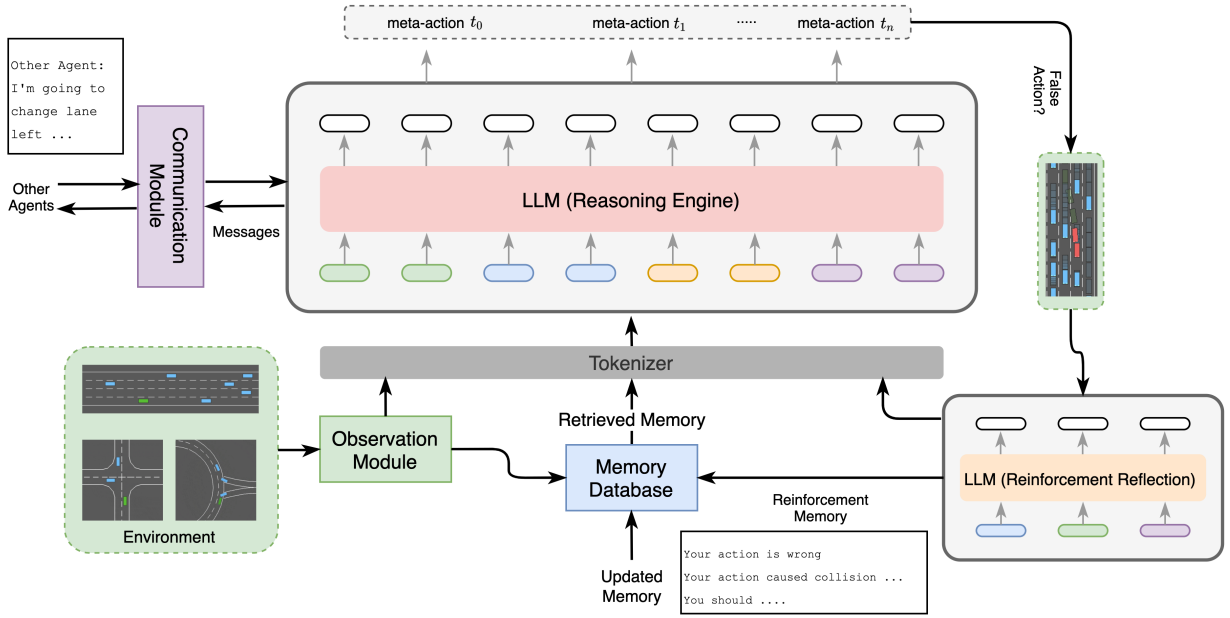 meta-action t₀
meta-action t₁
.....
meta-action tₙ
Other Agent:
I'm going to
change lane
left ...
False
Action?
Communication
Module
Other
Agents
Messages
LLM (Reasoning Engine)
Tokenizer
Retrieved Memory
Observation
Module
Memory
Database
LLM (Reinforcement Reflection)
Reinforcement
Memory
Environment
Updated
Memory
Your action is wrong
Your action caused collision ...
You should ....